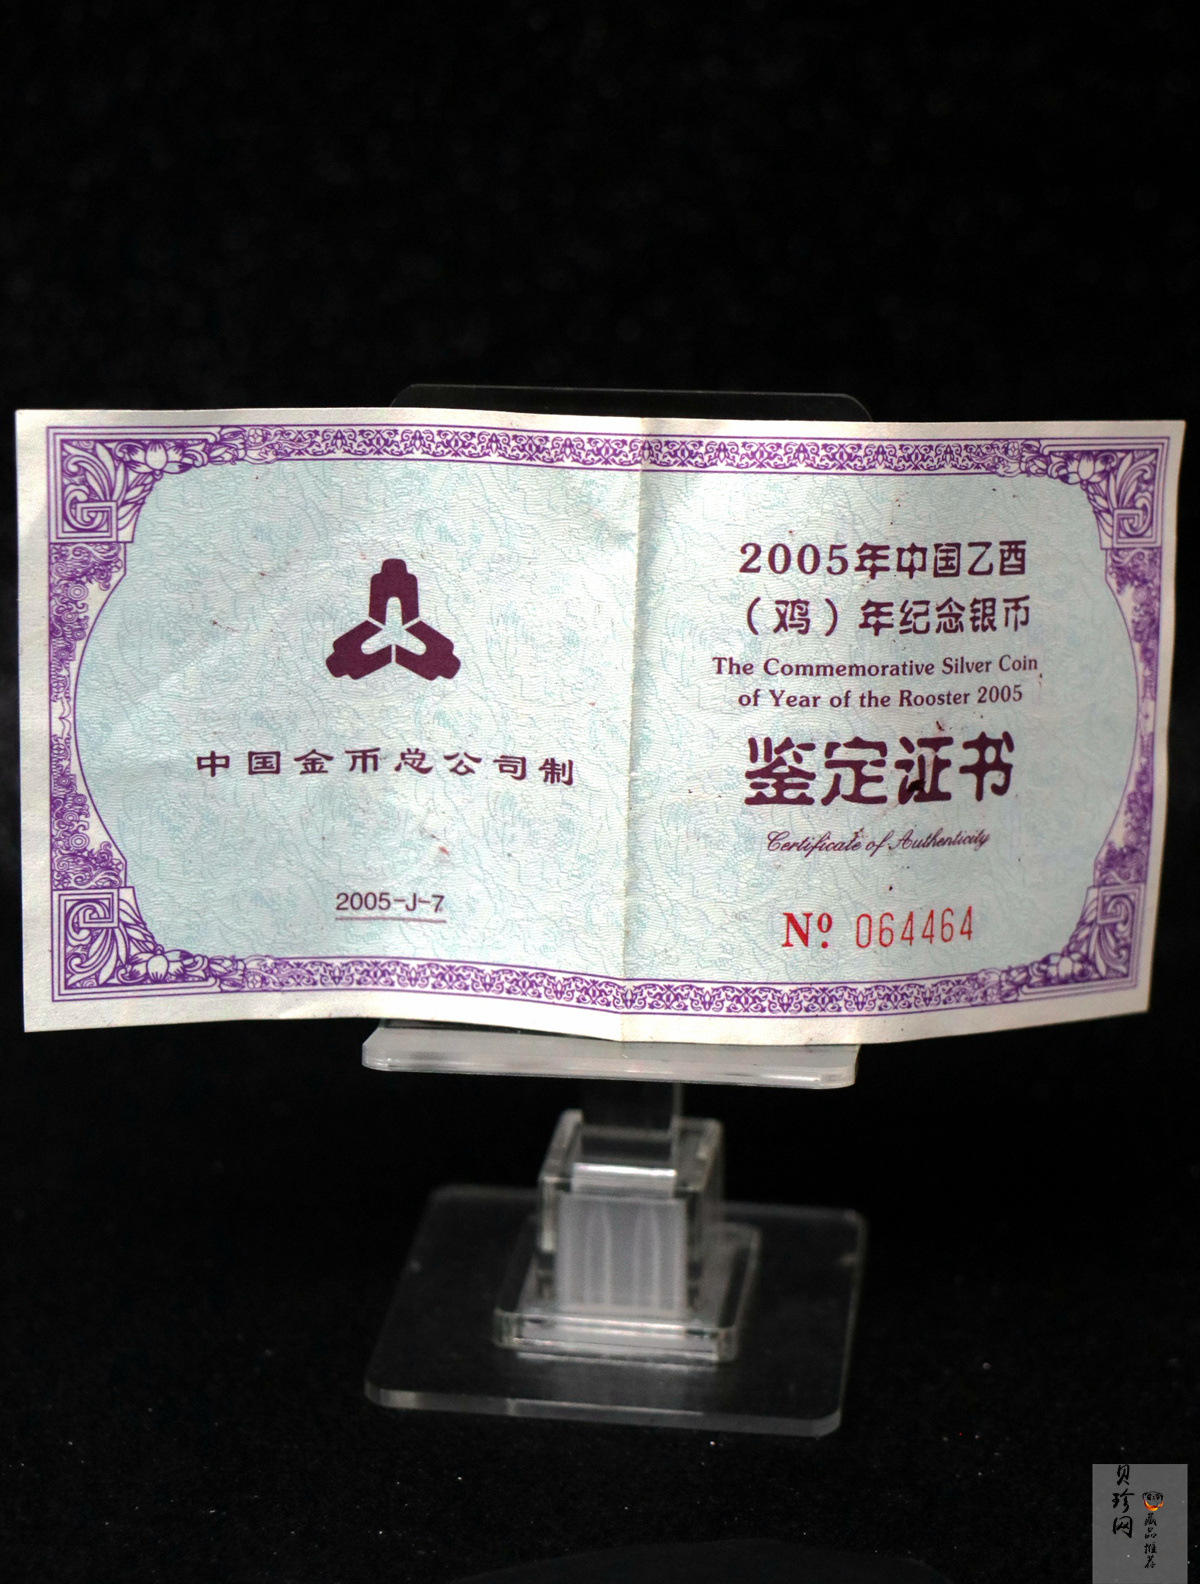 中国金币总公司制
2005-J-7
2005年中国乙酉
（鸡）年纪念银币
The Commemorative Silver Coin
of Year of the Rooster 2005
鉴定证书
Certificate of Authenticity
Nº 064464
贝珍网
藏品推荐